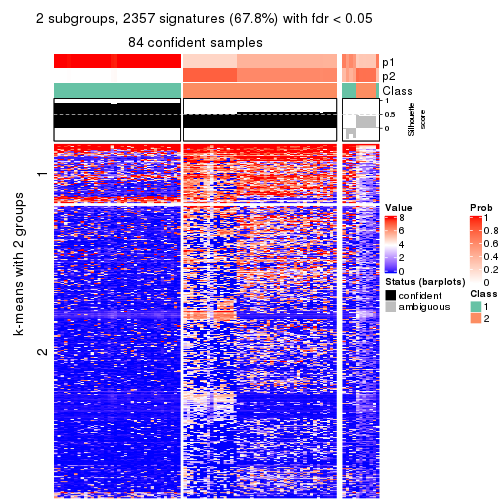 2 subgroups, 2357 signatures (67.8%) with fdr < 0.05
84 confident samples
p1
p2
Class
1
0.5
0
Silhouette
score
k-means with 2 groups
1
2
Value
8
6
4
2
0
Status (barplots)
confident
ambiguous
Prob
1
0.8
0.6
0.4
0.2
0
Class
1
2